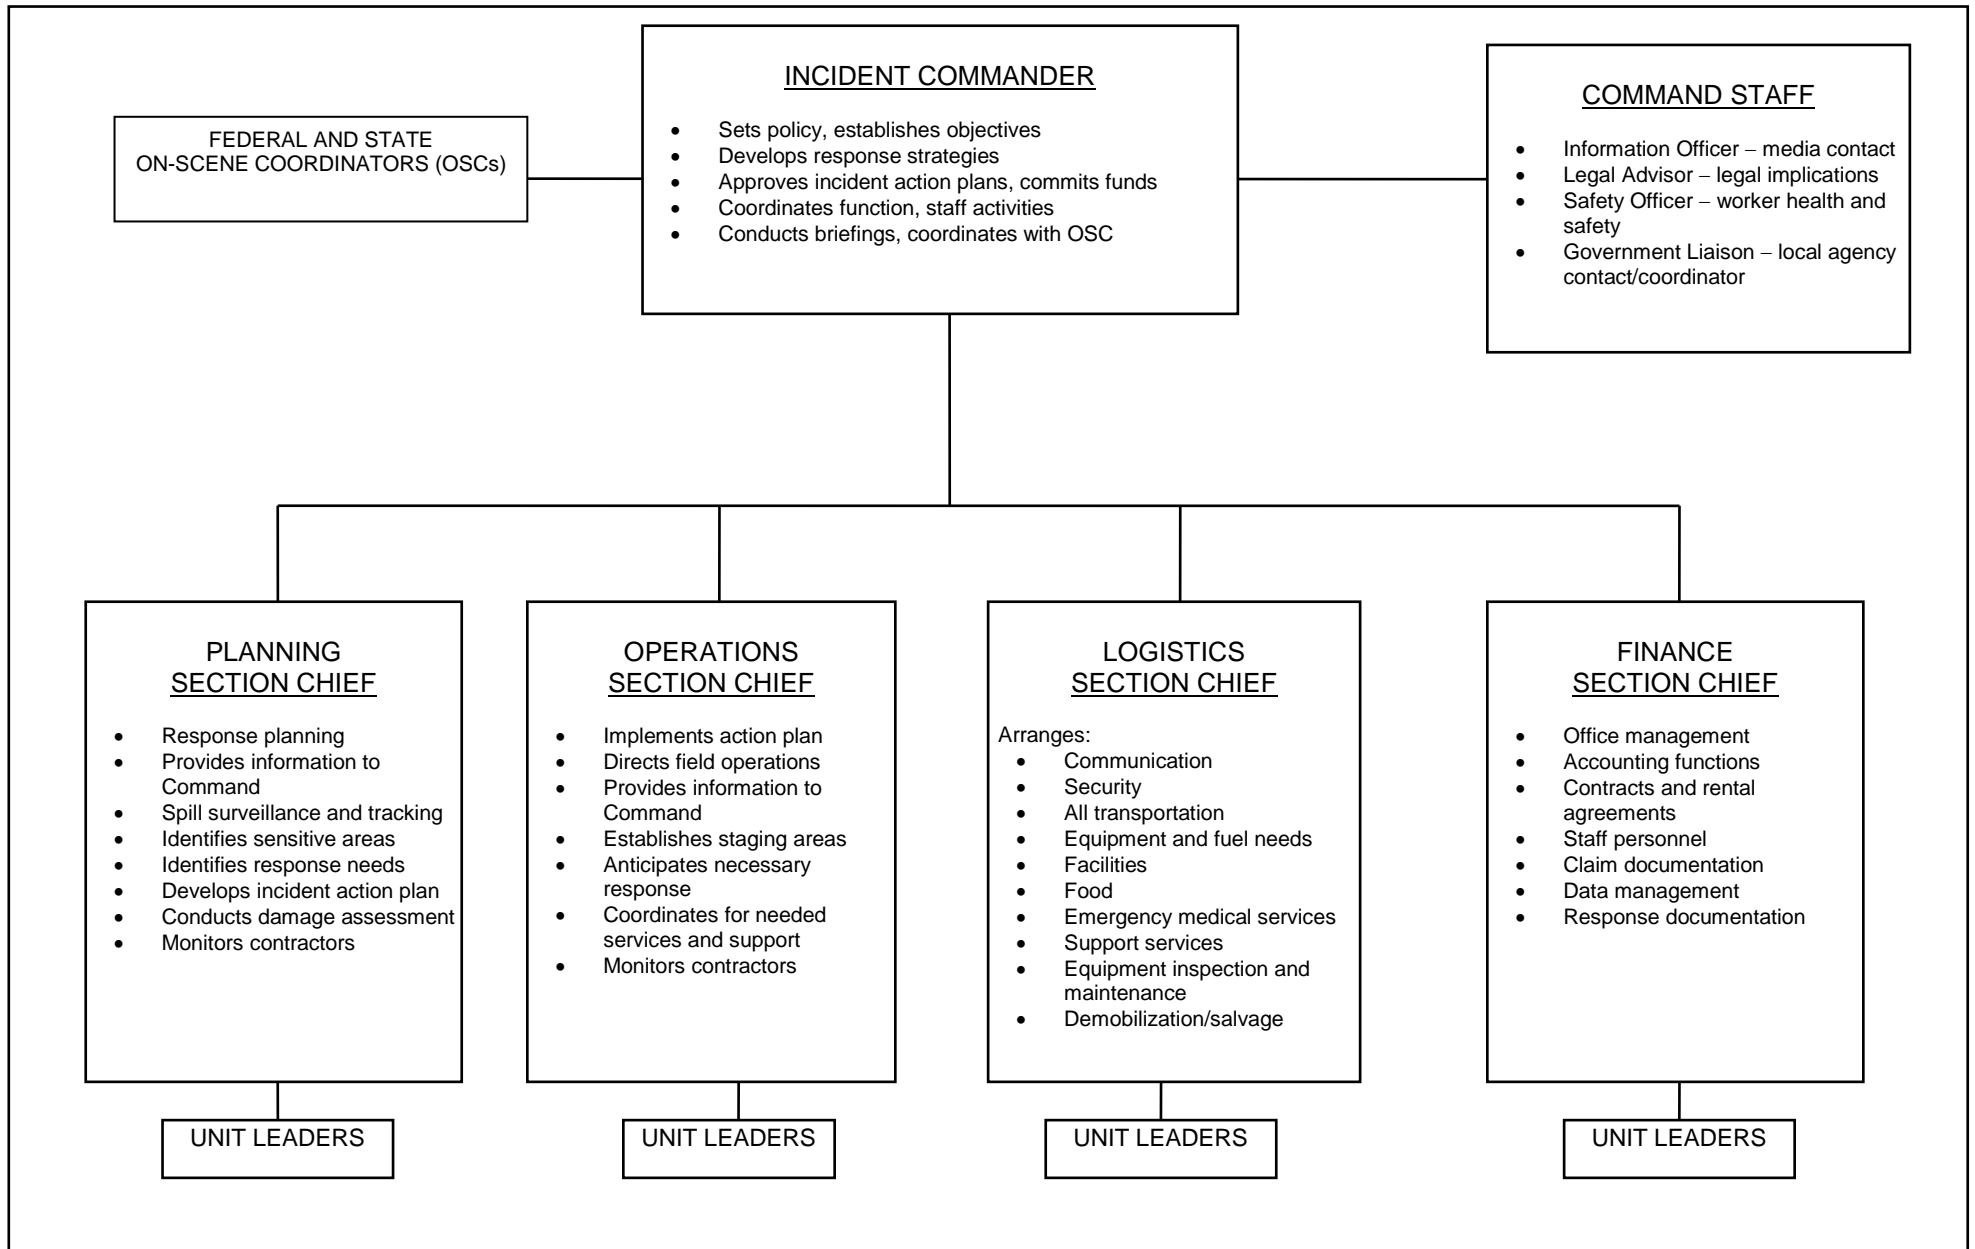 INCIDENT COMMANDER
• Sets policy, establishes objectives
• Develops response strategies
• Approves incident action plans, commits funds
• Coordinates function, staff activities
• Conducts briefings, coordinates with OSC
FEDERAL AND STATE
ON-SCENE COORDINATORS (OSCs)
COMMAND STAFF
• Information Officer – media contact
• Legal Advisor – legal implications
• Safety Officer – worker health and
safety
• Government Liaison – local agency
contact/coordinator
PLANNING
SECTION CHIEF
• Response planning
• Provides information to
Command
• Spill surveillance and tracking
• Identifies sensitive areas
• Identifies response needs
• Develops incident action plan
• Conducts damage assessment
• Monitors contractors
UNIT LEADERS
OPERATIONS
SECTION CHIEF
• Implements action plan
• Directs field operations
• Provides information to
Command
• Establishes staging areas
• Anticipates necessary
response
• Coordinates for needed
services and support
• Monitors contractors
UNIT LEADERS
LOGISTICS
SECTION CHIEF
Arranges:
• Communication
• Security
• All transportation
• Equipment and fuel needs
• Facilities
• Food
• Emergency medical services
• Support services
• Equipment inspection and
maintenance
• Demobilization/salvage
UNIT LEADERS
FINANCE
SECTION CHIEF
• Office management
• Accounting functions
• Contracts and rental
agreements
• Staff personnel
• Claim documentation
• Data management
• Response documentation
UNIT LEADERS